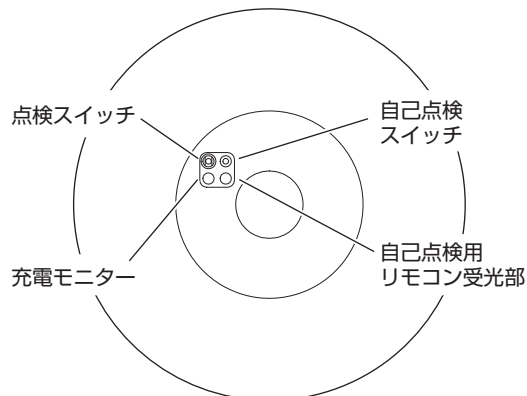 点検スイッチ
自己点検
スイッチ
充電モニター
自己点検用
リモコン受光部